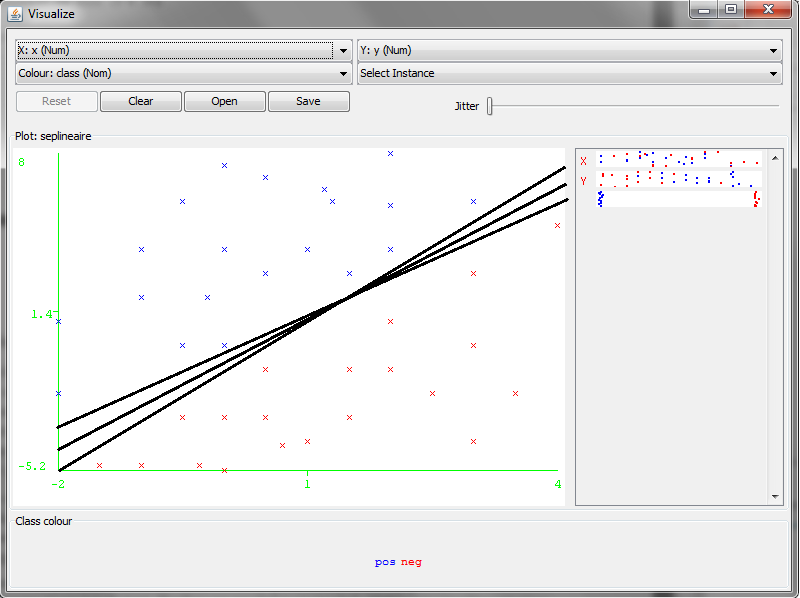 Visualize
X: x (Num)
Y: y (Num)
Colour: class (Nom)
Select Instance
Reset
Clear
Open
Save
Jitter
Plot: seplineaire
8
1.4
-5.2
-2
1
4
X
Y
Class colour
pos neg